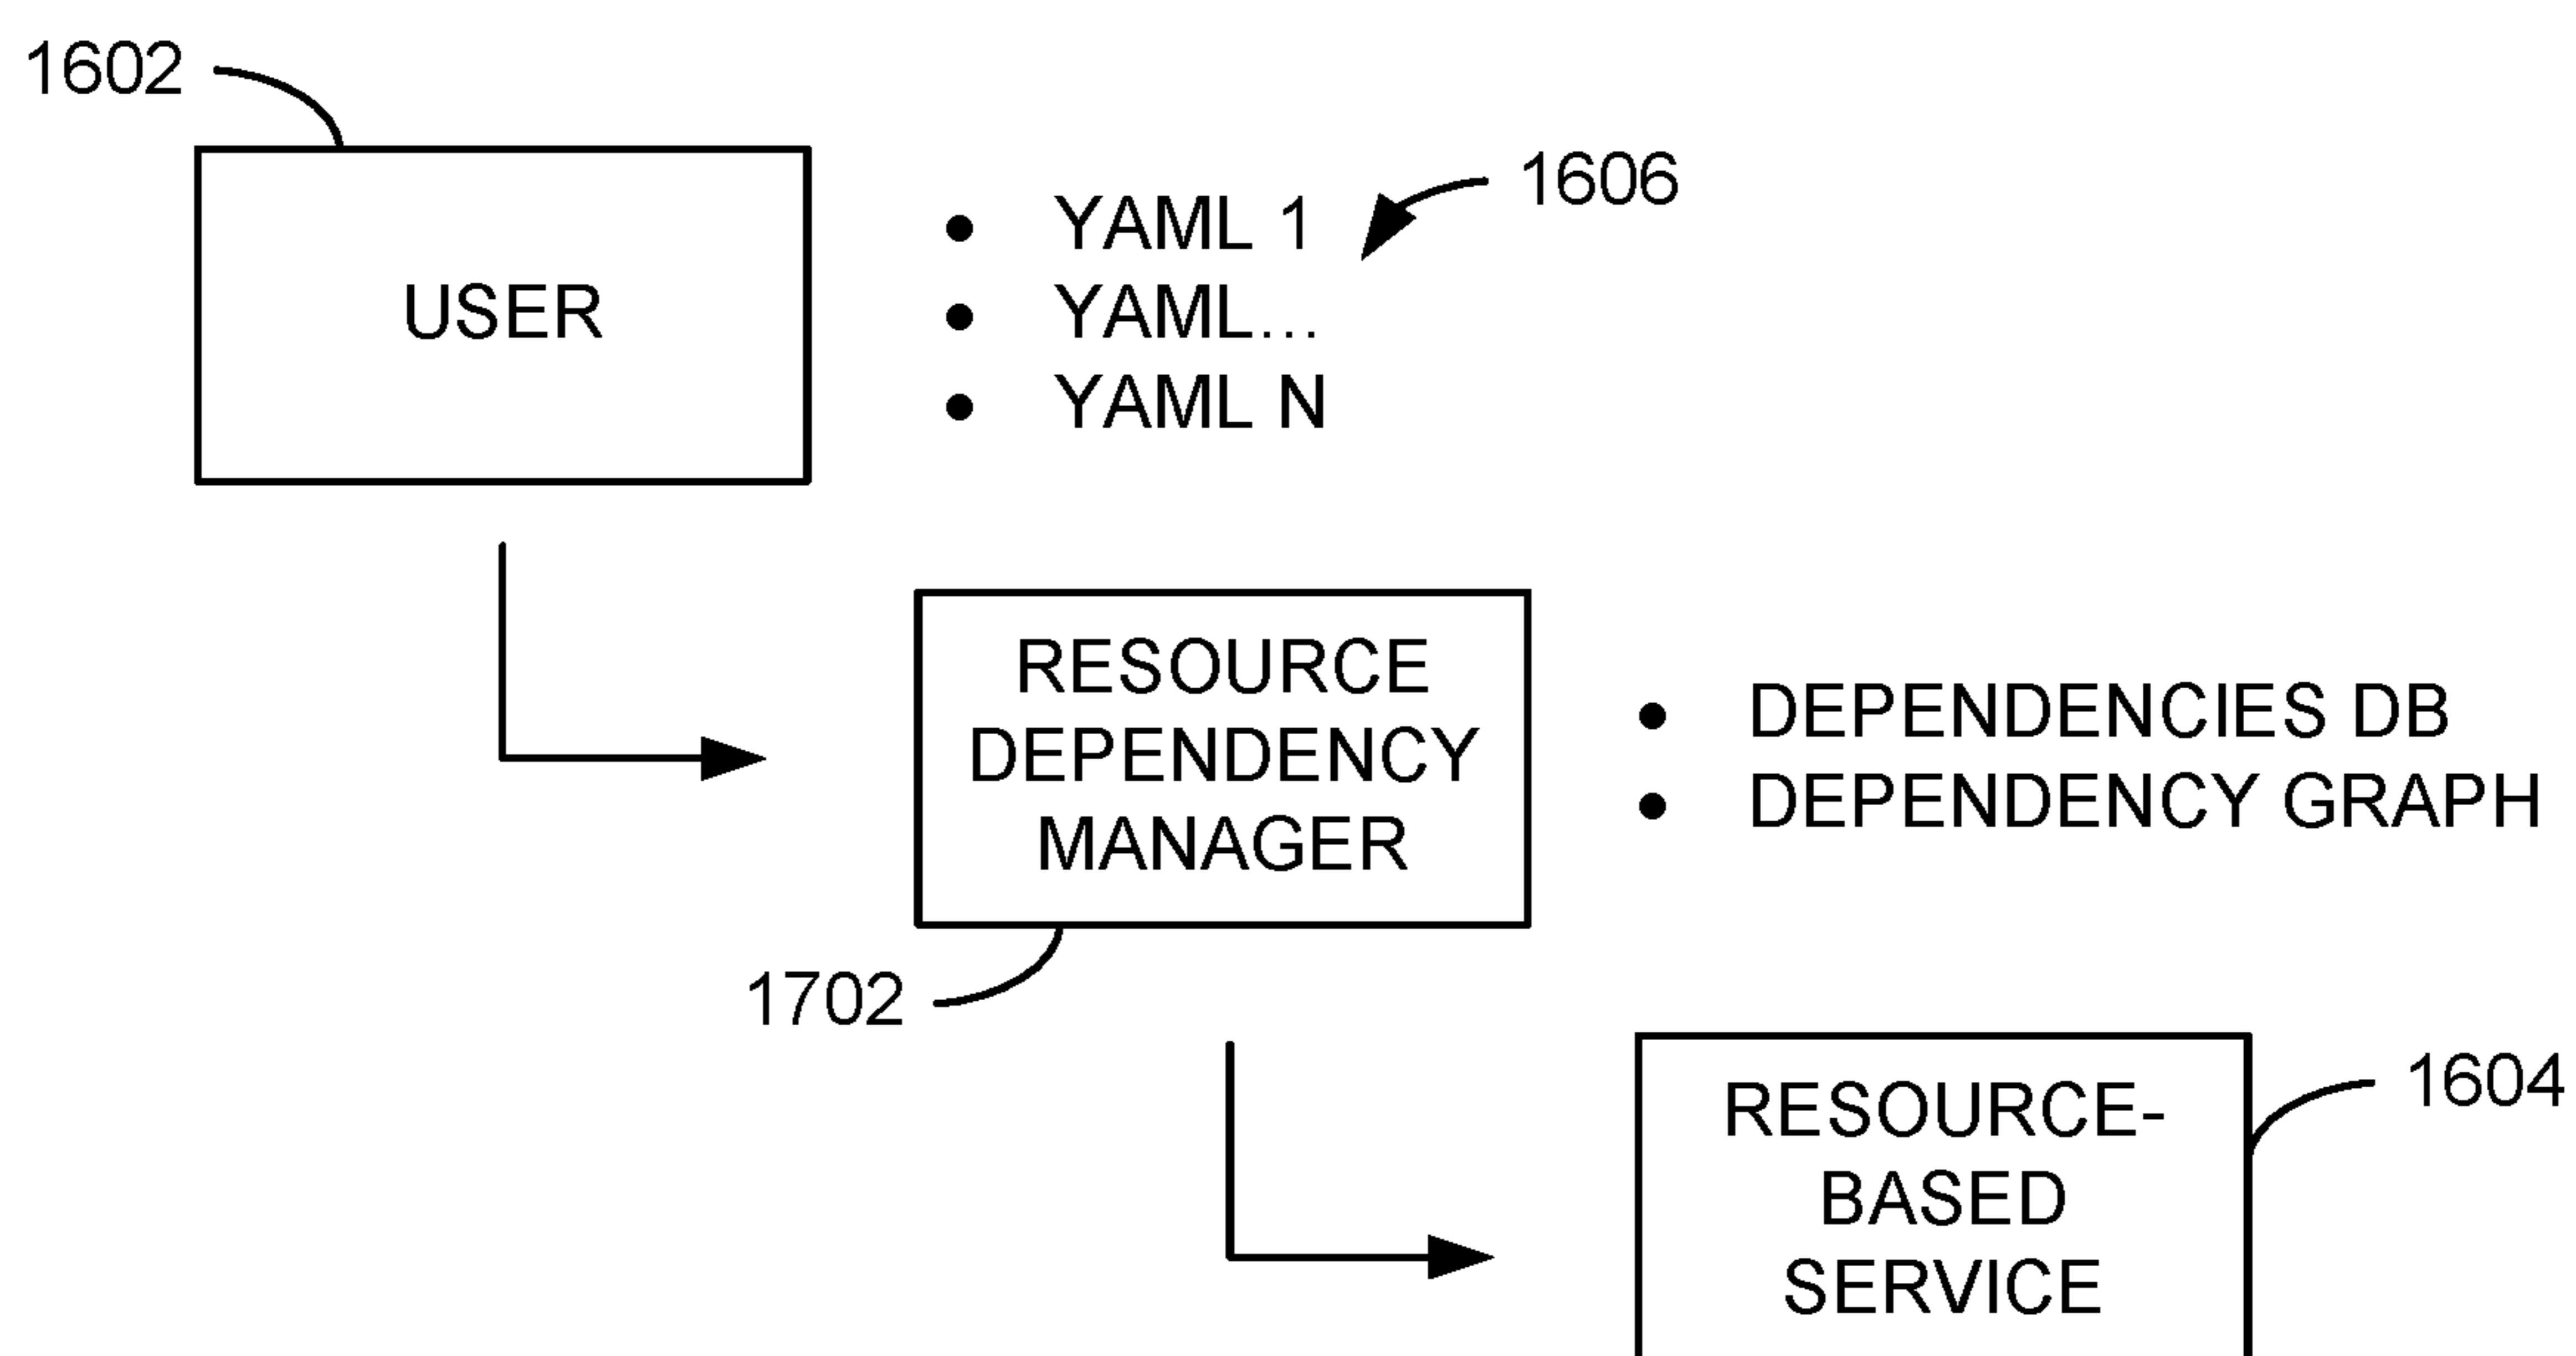 1602
1606
USER
• YAML 1
• YAML...
• YAML N
RESOURCE
DEPENDENCY
MANAGER
• DEPENDENCIES DB
• DEPENDENCY GRAPH
1702
1604
RESOURCE-
BASED
SERVICE